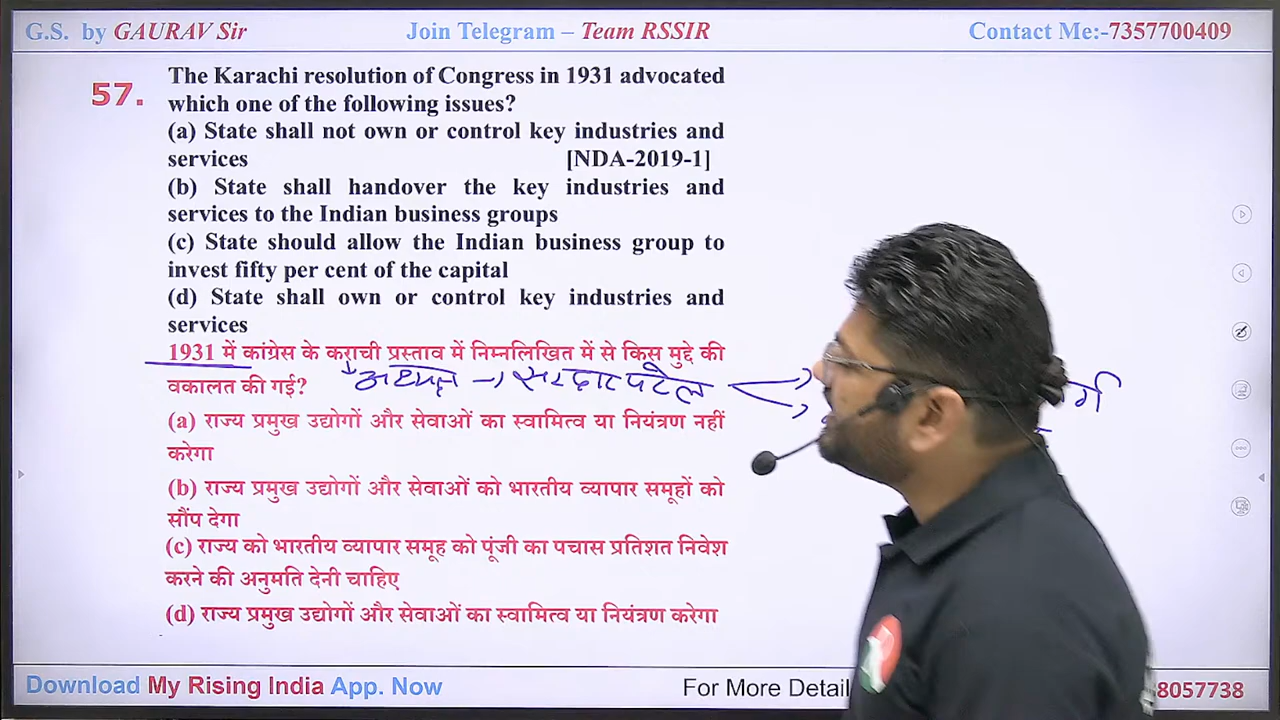 G.S. by GAURAV Sir
Join Telegram – Team RSSIR
Contact Me:-7357700409
57.
The Karachi resolution of Congress in 1931 advocated
which one of the following issues?
(a) State shall not own or control key industries and
services [NDA-2019-1]
(b) State shall handover the key industries and
services to the Indian business groups
(c) State should allow the Indian business group to
invest fifty per cent of the capital
(d) State shall own or control key industries and
services
1931 में कांग्रेस के कराची प्रस्ताव में निम्नलिखित में से किस मुद्दे की
वकालत की गई?
अध्यक्ष → सरदार पटेल
(a) राज्य प्रमुख उद्योगों और सेवाओं का स्वामित्व या नियंत्रण नहीं
करेगा
(b) राज्य प्रमुख उद्योगों और सेवाओं को भारतीय व्यापार समूहों को
सौंप देगा
(c) राज्य को भारतीय व्यापार समूह को पूंजी का पचास प्रतिशत निवेश
करने की अनुमति देनी चाहिए
(d) राज्य प्रमुख उद्योगों और सेवाओं का स्वामित्व या नियंत्रण करेगा
Download My Rising India App. Now
For More Detail
8057738